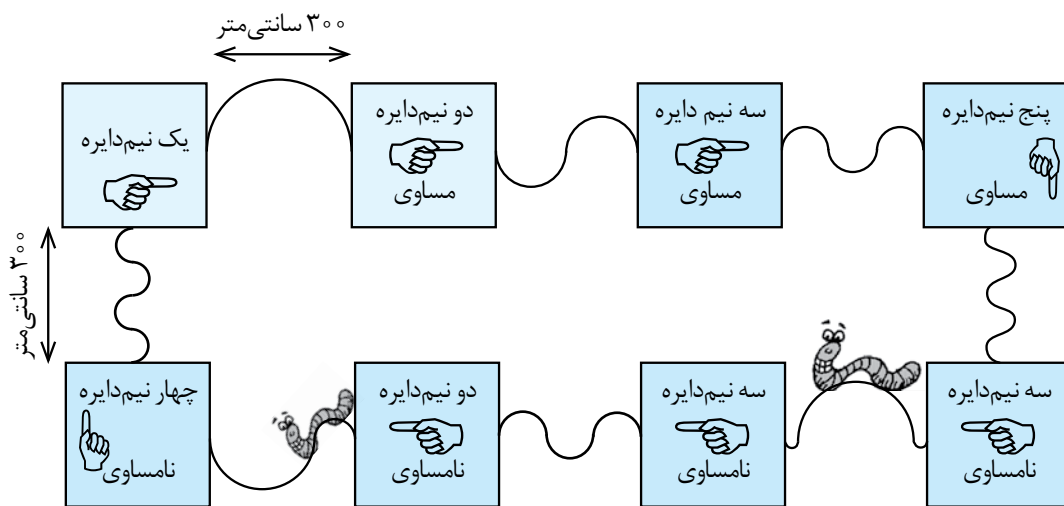 ۳۰۰ سانتی‌متر
پنج نیم‌دایره
مساوی
سه نیم دایره
مساوی
دو نیم‌دایره
مساوی
یک نیم‌دایره
۳۰۰ سانتی‌متر
سه نیم‌دایره
نامساوی
سه نیم‌دایره
نامساوی
دو نیم‌دایره
نامساوی
چهار نیم‌دایره
نامساوی